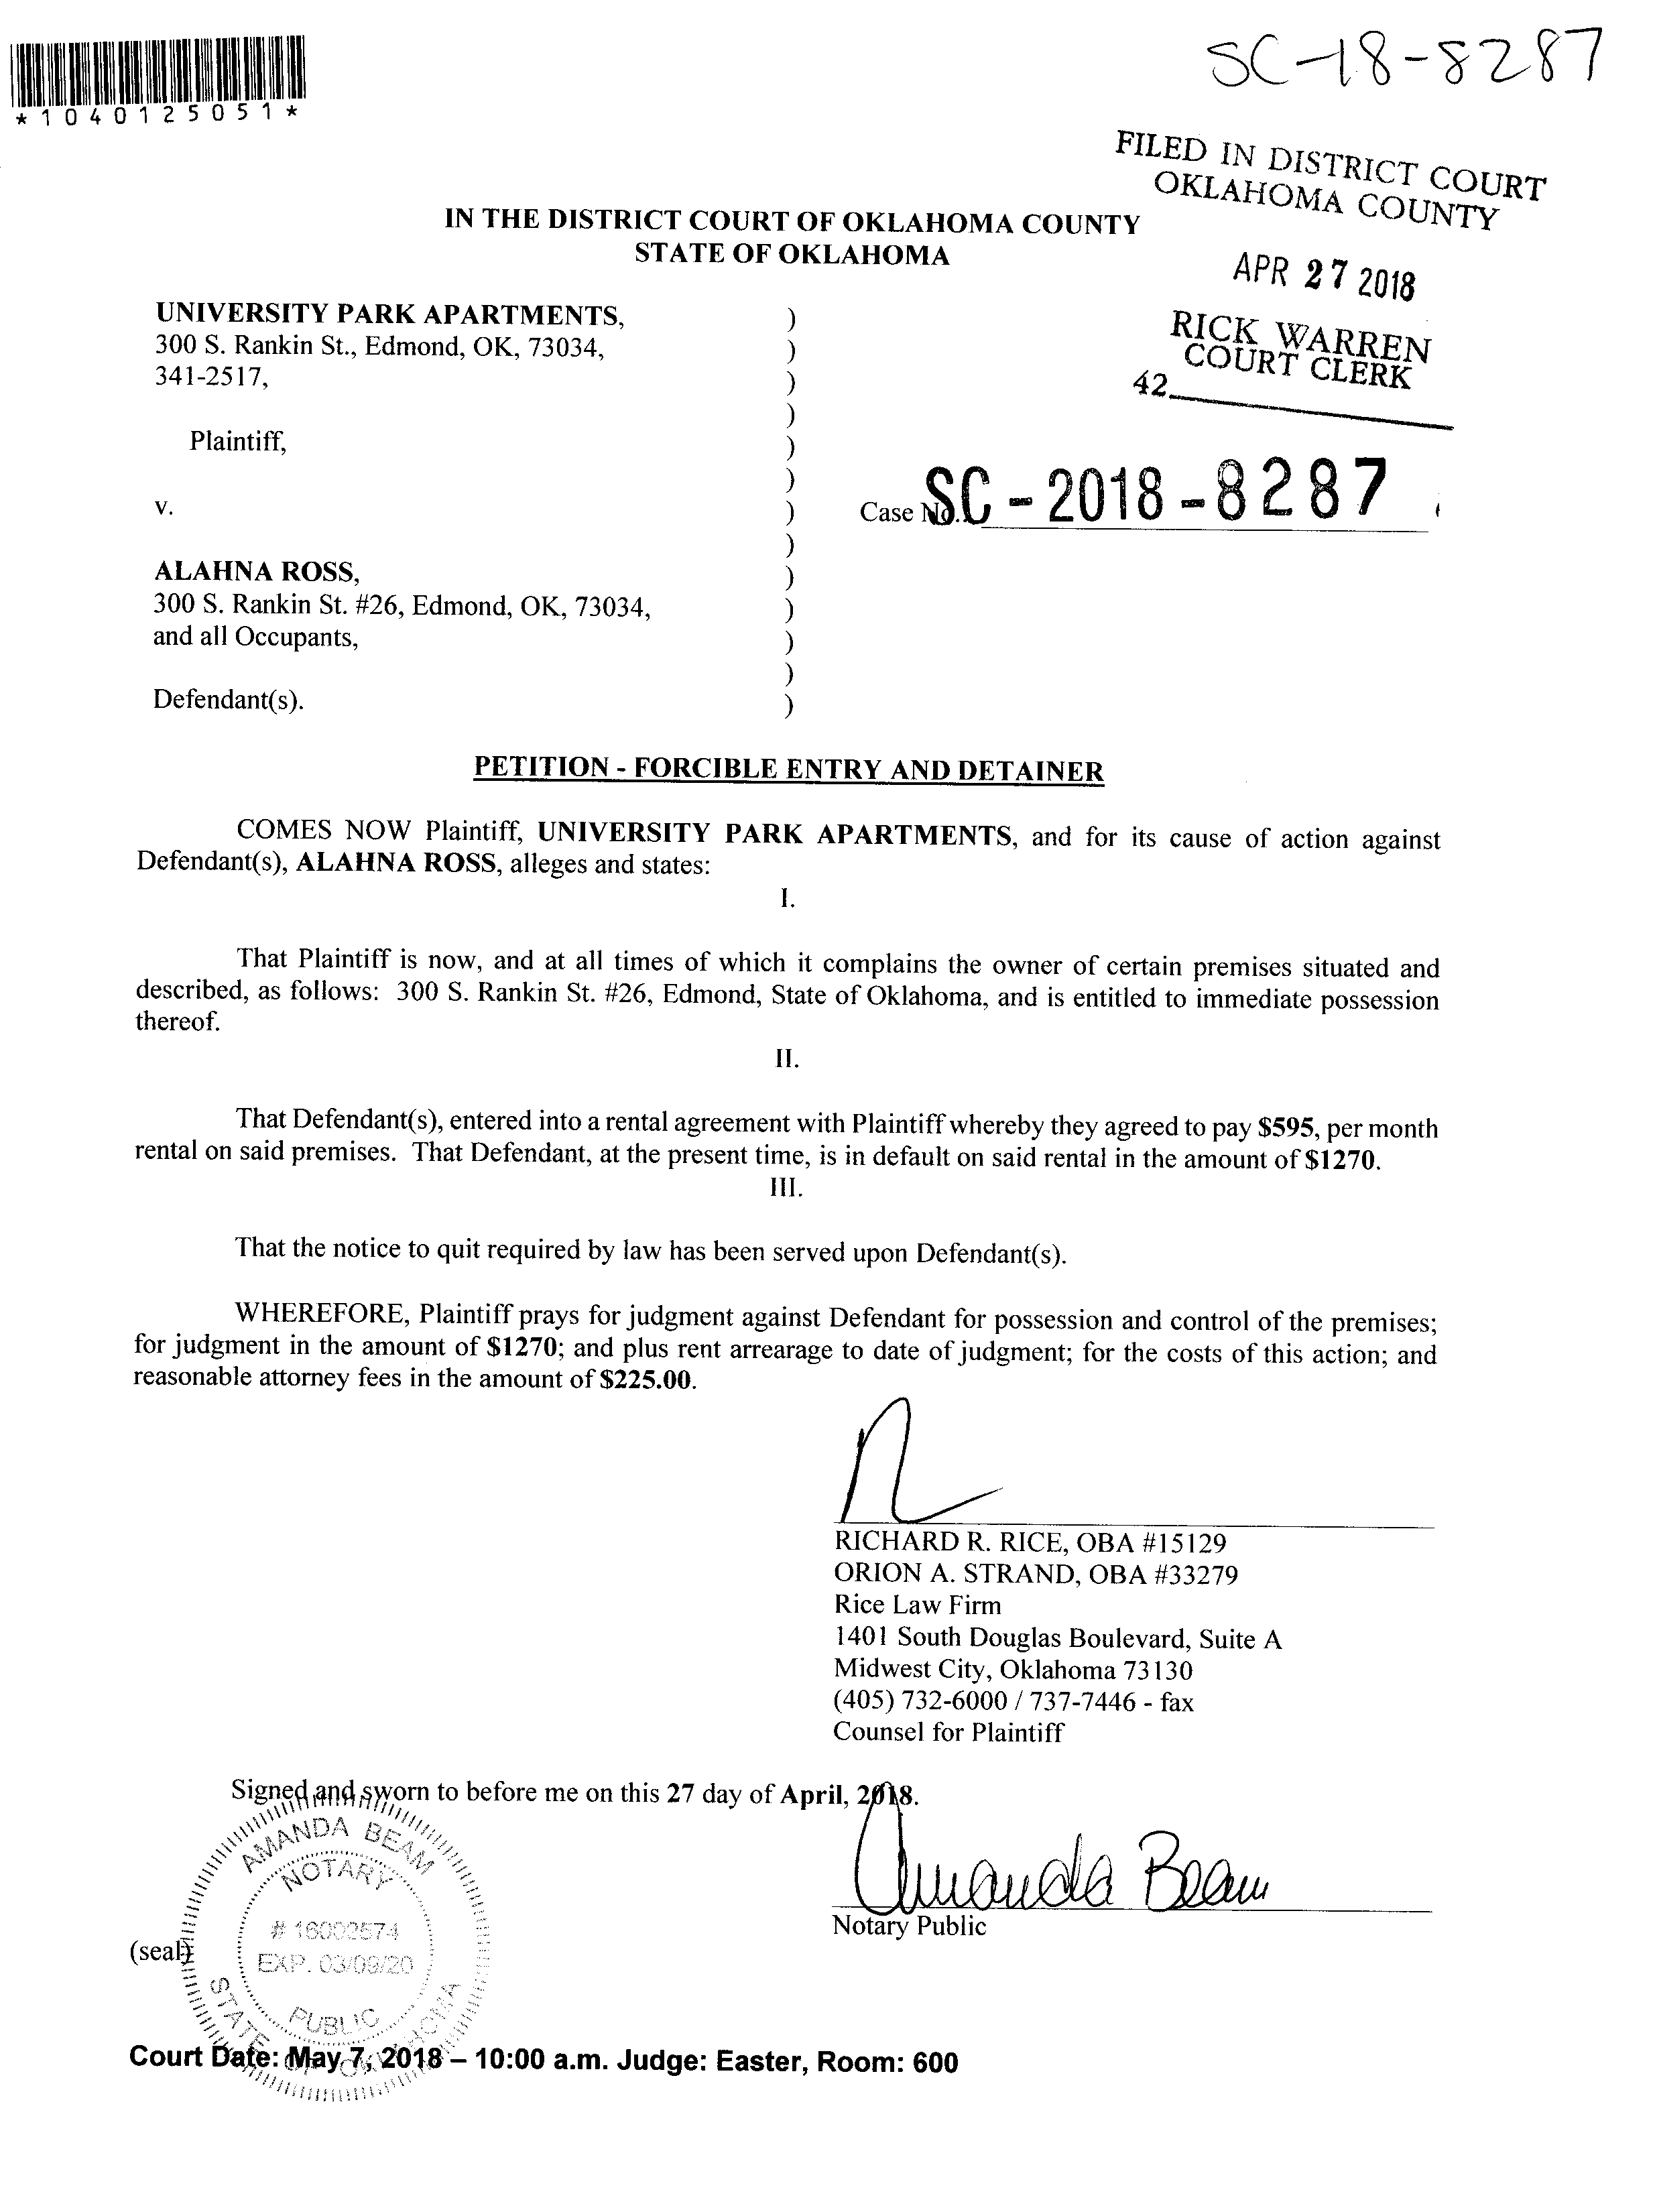 SC-18-8287
*1040125051*
FILED IN DISTRICT COURT
OKLAHOMA COUNTY
IN THE DISTRICT COURT OF OKLAHOMA COUNTY
STATE OF OKLAHOMA
APR 27 2018
RICK WARREN
COURT CLERK
42
UNIVERSITY PARK APARTMENTS, )
300 S. Rankin St., Edmond, OK, 73034, )
341-2517, )
)
Plaintiff, )
)
v. ) Case No. SC-2018-8287
)
ALAHNA ROSS, )
300 S. Rankin St. #26, Edmond, OK, 73034, )
and all Occupants, )
)
Defendant(s). )
PETITION - FORCIBLE ENTRY AND DETAINER
COMES NOW Plaintiff, UNIVERSITY PARK APARTMENTS, and for its cause of action against
Defendant(s), ALAHNA ROSS, alleges and states:
I.
That Plaintiff is now, and at all times of which it complains the owner of certain premises situated and
described, as follows: 300 S. Rankin St. #26, Edmond, State of Oklahoma, and is entitled to immediate possession
thereof.
II.
That Defendant(s), entered into a rental agreement with Plaintiff whereby they agreed to pay $595, per month
rental on said premises. That Defendant, at the present time, is in default on said rental in the amount of $1270.
III.
That the notice to quit required by law has been served upon Defendant(s).
WHEREFORE, Plaintiff prays for judgment against Defendant for possession and control of the premises;
for judgment in the amount of $1270; and plus rent arrearage to date of judgment; for the costs of this action; and
reasonable attorney fees in the amount of $225.00.
RICHARD R. RICE, OBA #15129
ORION A. STRAND, OBA #33279
Rice Law Firm
1401 South Douglas Boulevard, Suite A
Midwest City, Oklahoma 73130
(405) 732-6000 / 737-7446 - fax
Counsel for Plaintiff
Signed and sworn to before me on this 27 day of April, 2018.
Amanda Beam
Notary Public
(seal)
AMANDA BEAM
NOTARY
# 16002574
EXP. 03/09/20
PUBLIC
STATE OF OKLAHOMA
Court Date: May 7, 2018 – 10:00 a.m. Judge: Easter, Room: 600